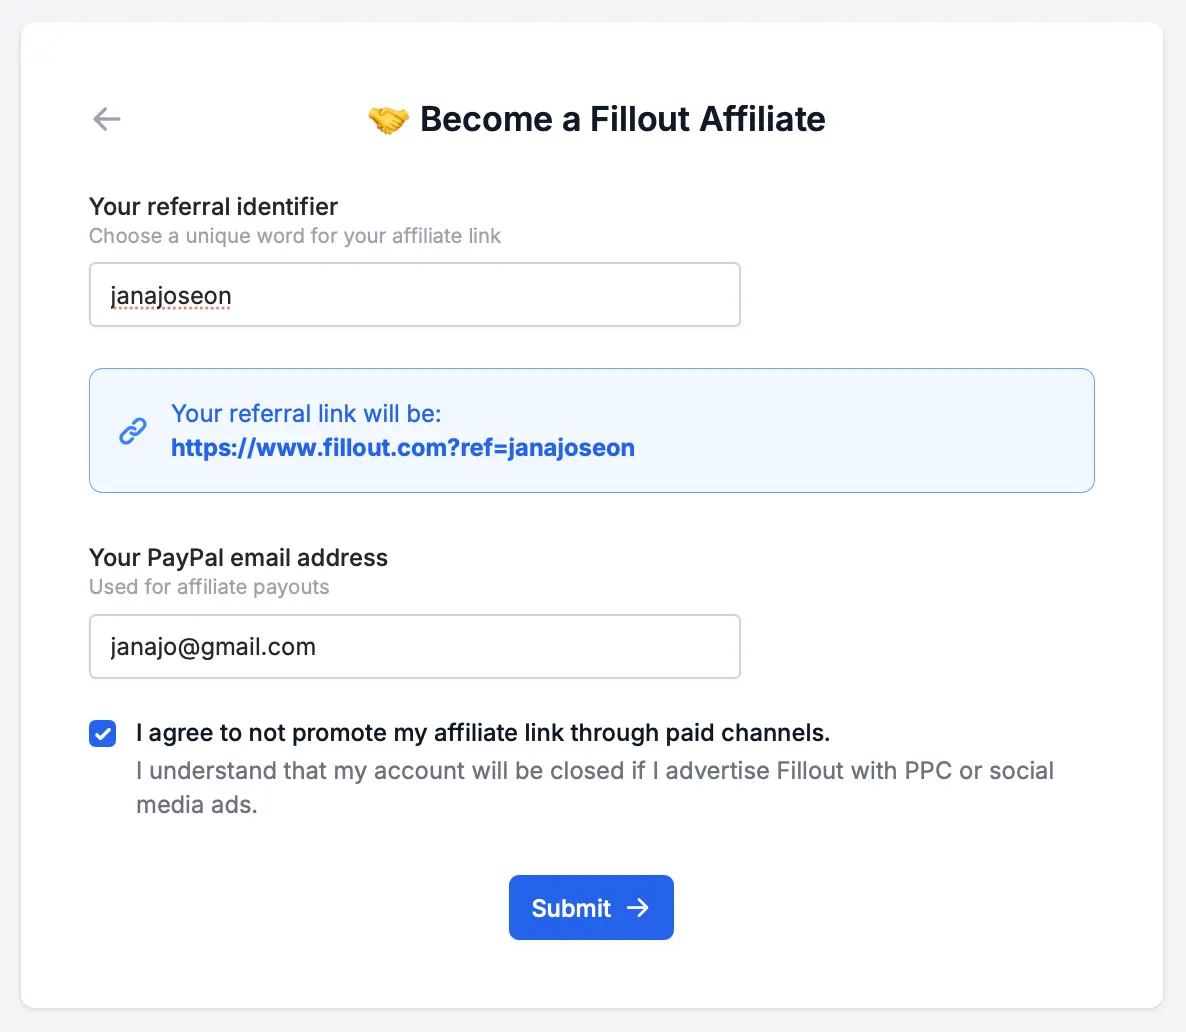 🤝 Become a Fillout Affiliate
Your referral identifier
Choose a unique word for your affiliate link
janajoseon
Your referral link will be:
https://www.fillout.com?ref=janajoseon
Your PayPal email address
Used for affiliate payouts
janajo@gmail.com
I agree to not promote my affiliate link through paid channels.
I understand that my account will be closed if I advertise Fillout with PPC or social
media ads.
Submit →